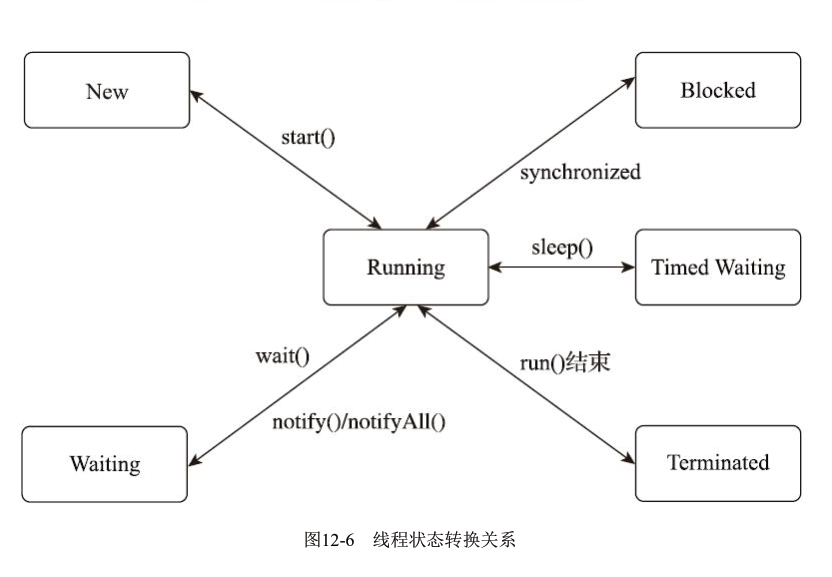 New
Blocked
start()
synchronized
Running
sleep()
Timed Waiting
wait()
run()结束
notify()/notifyAll()
Waiting
Terminated
图12-6 线程状态转换关系